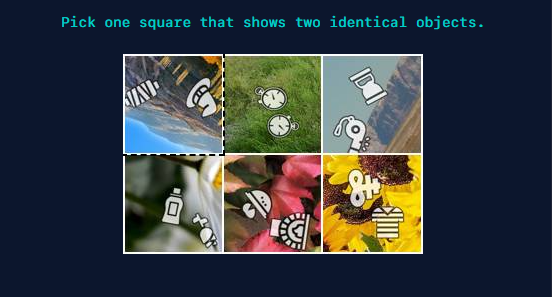 Pick one square that shows two identical objects.